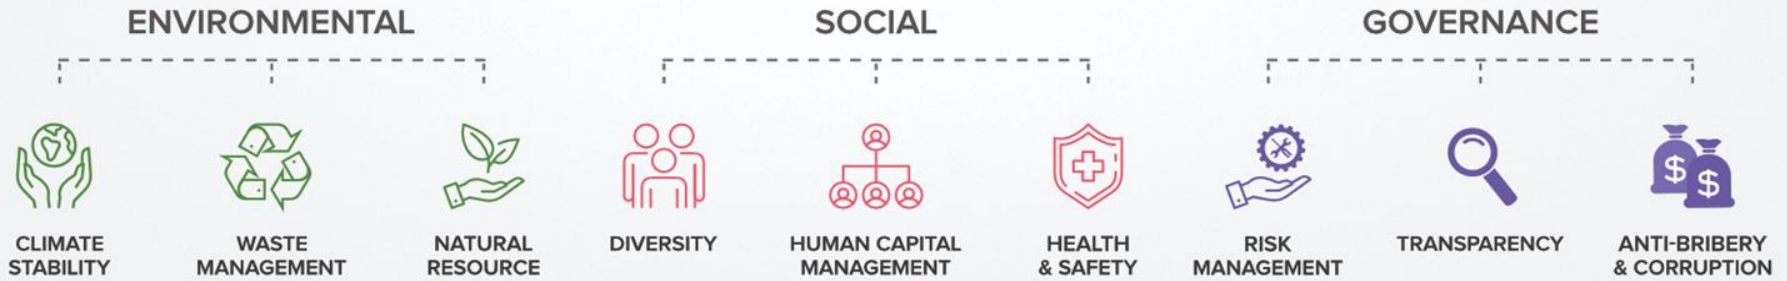 ENVIRONMENTAL
SOCIAL
GOVERNANCE
CLIMATE
STABILITY
WASTE
MANAGEMENT
NATURAL
RESOURCE
DIVERSITY
HUMAN CAPITAL
MANAGEMENT
HEALTH
& SAFETY
RISK
MANAGEMENT
TRANSPARENCY
ANTI-BRIBERY
& CORRUPTION
$
$